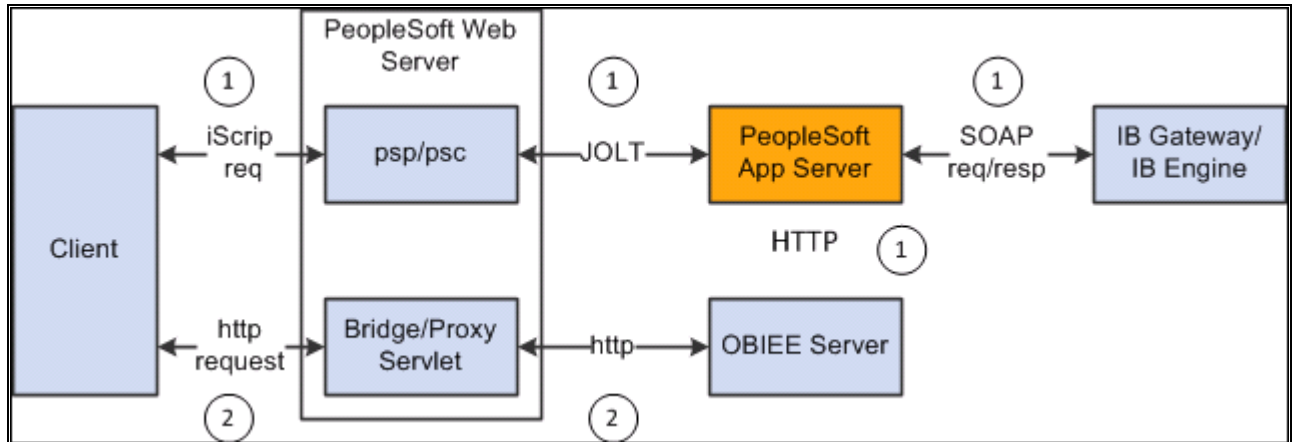 PeopleSoft Web
Server
1
1
1
iScrip
req
psp/psc
JOLT
PeopleSoft
App Server
SOAP
req/resp
IB Gateway/
IB Engine
Client
HTTP
1
http
request
Bridge/Proxy
Servlet
http
OBIEE Server
2
2